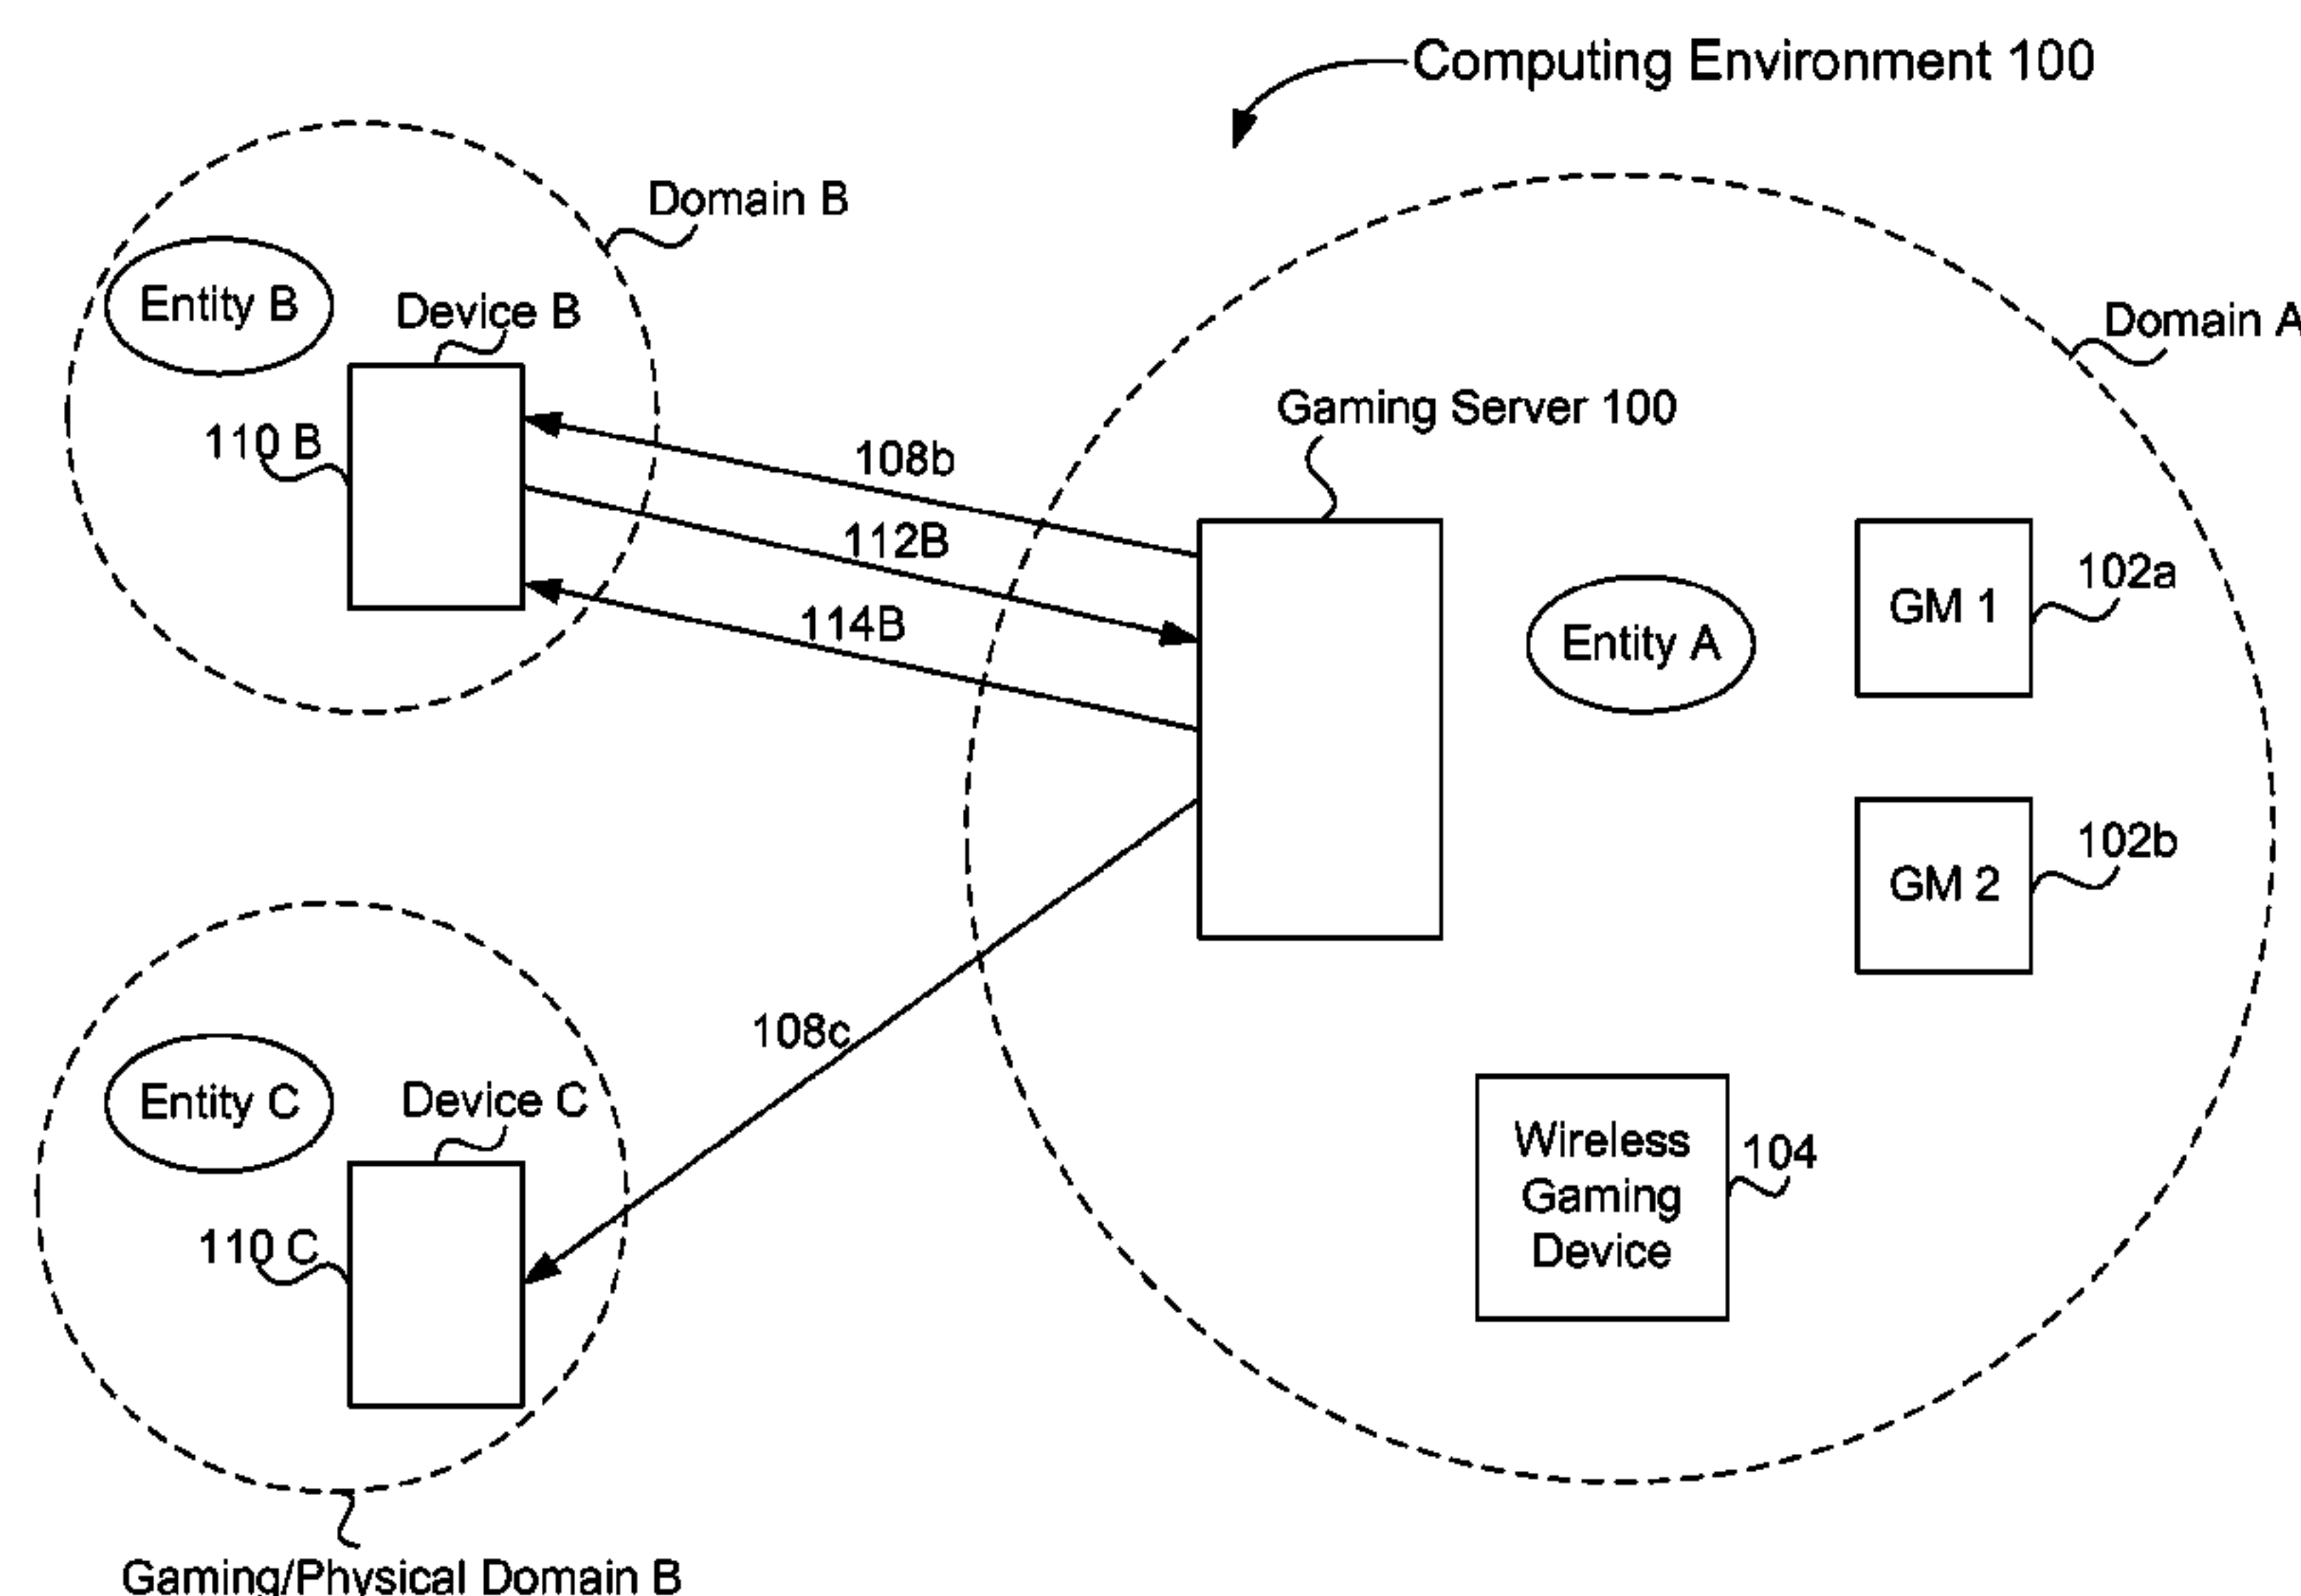 Computing Environment 100
Domain B
Entity B
Device B
110 B
108b
112B
114B
Domain A
Gaming Server 100
Entity A
GM 1
102a
GM 2
102b
108c
Entity C
Device C
110 C
Wireless
Gaming
Device
104
Gaming/Physical Domain B